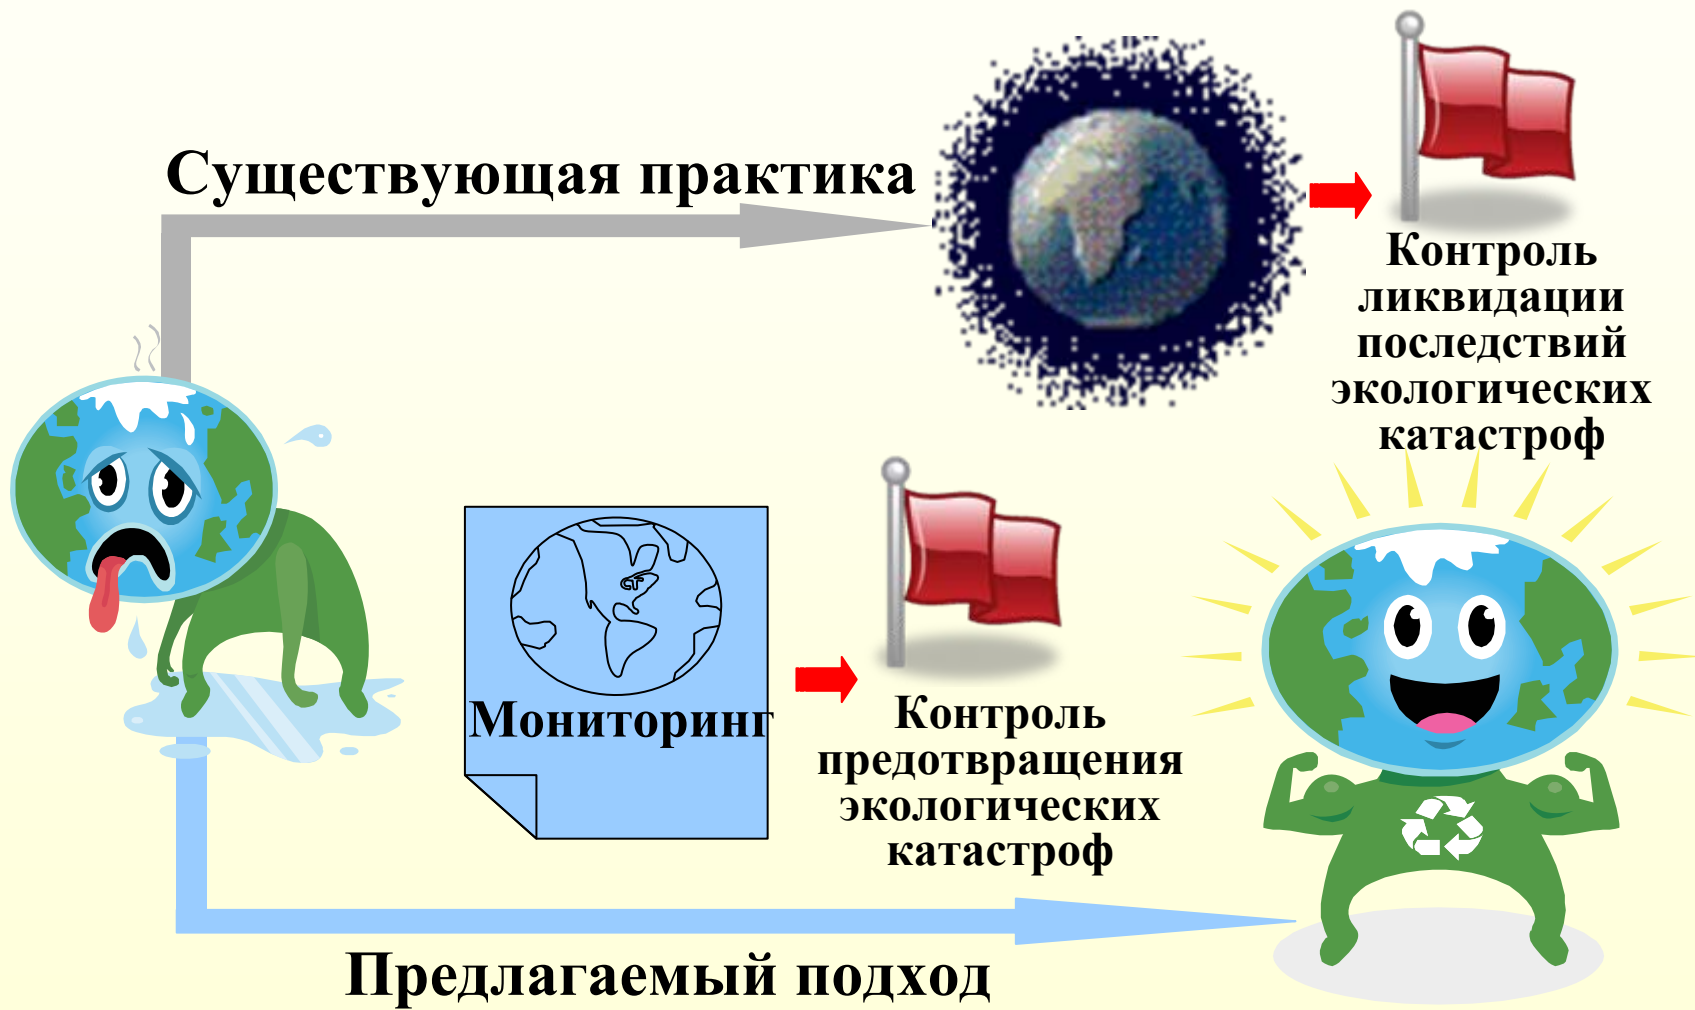 Существующая практика
Контроль
ликвидации
последствий
экологических
катастроф
Мониторинг
Контроль
предотвращения
экологических
катастроф
Предлагаемый подход